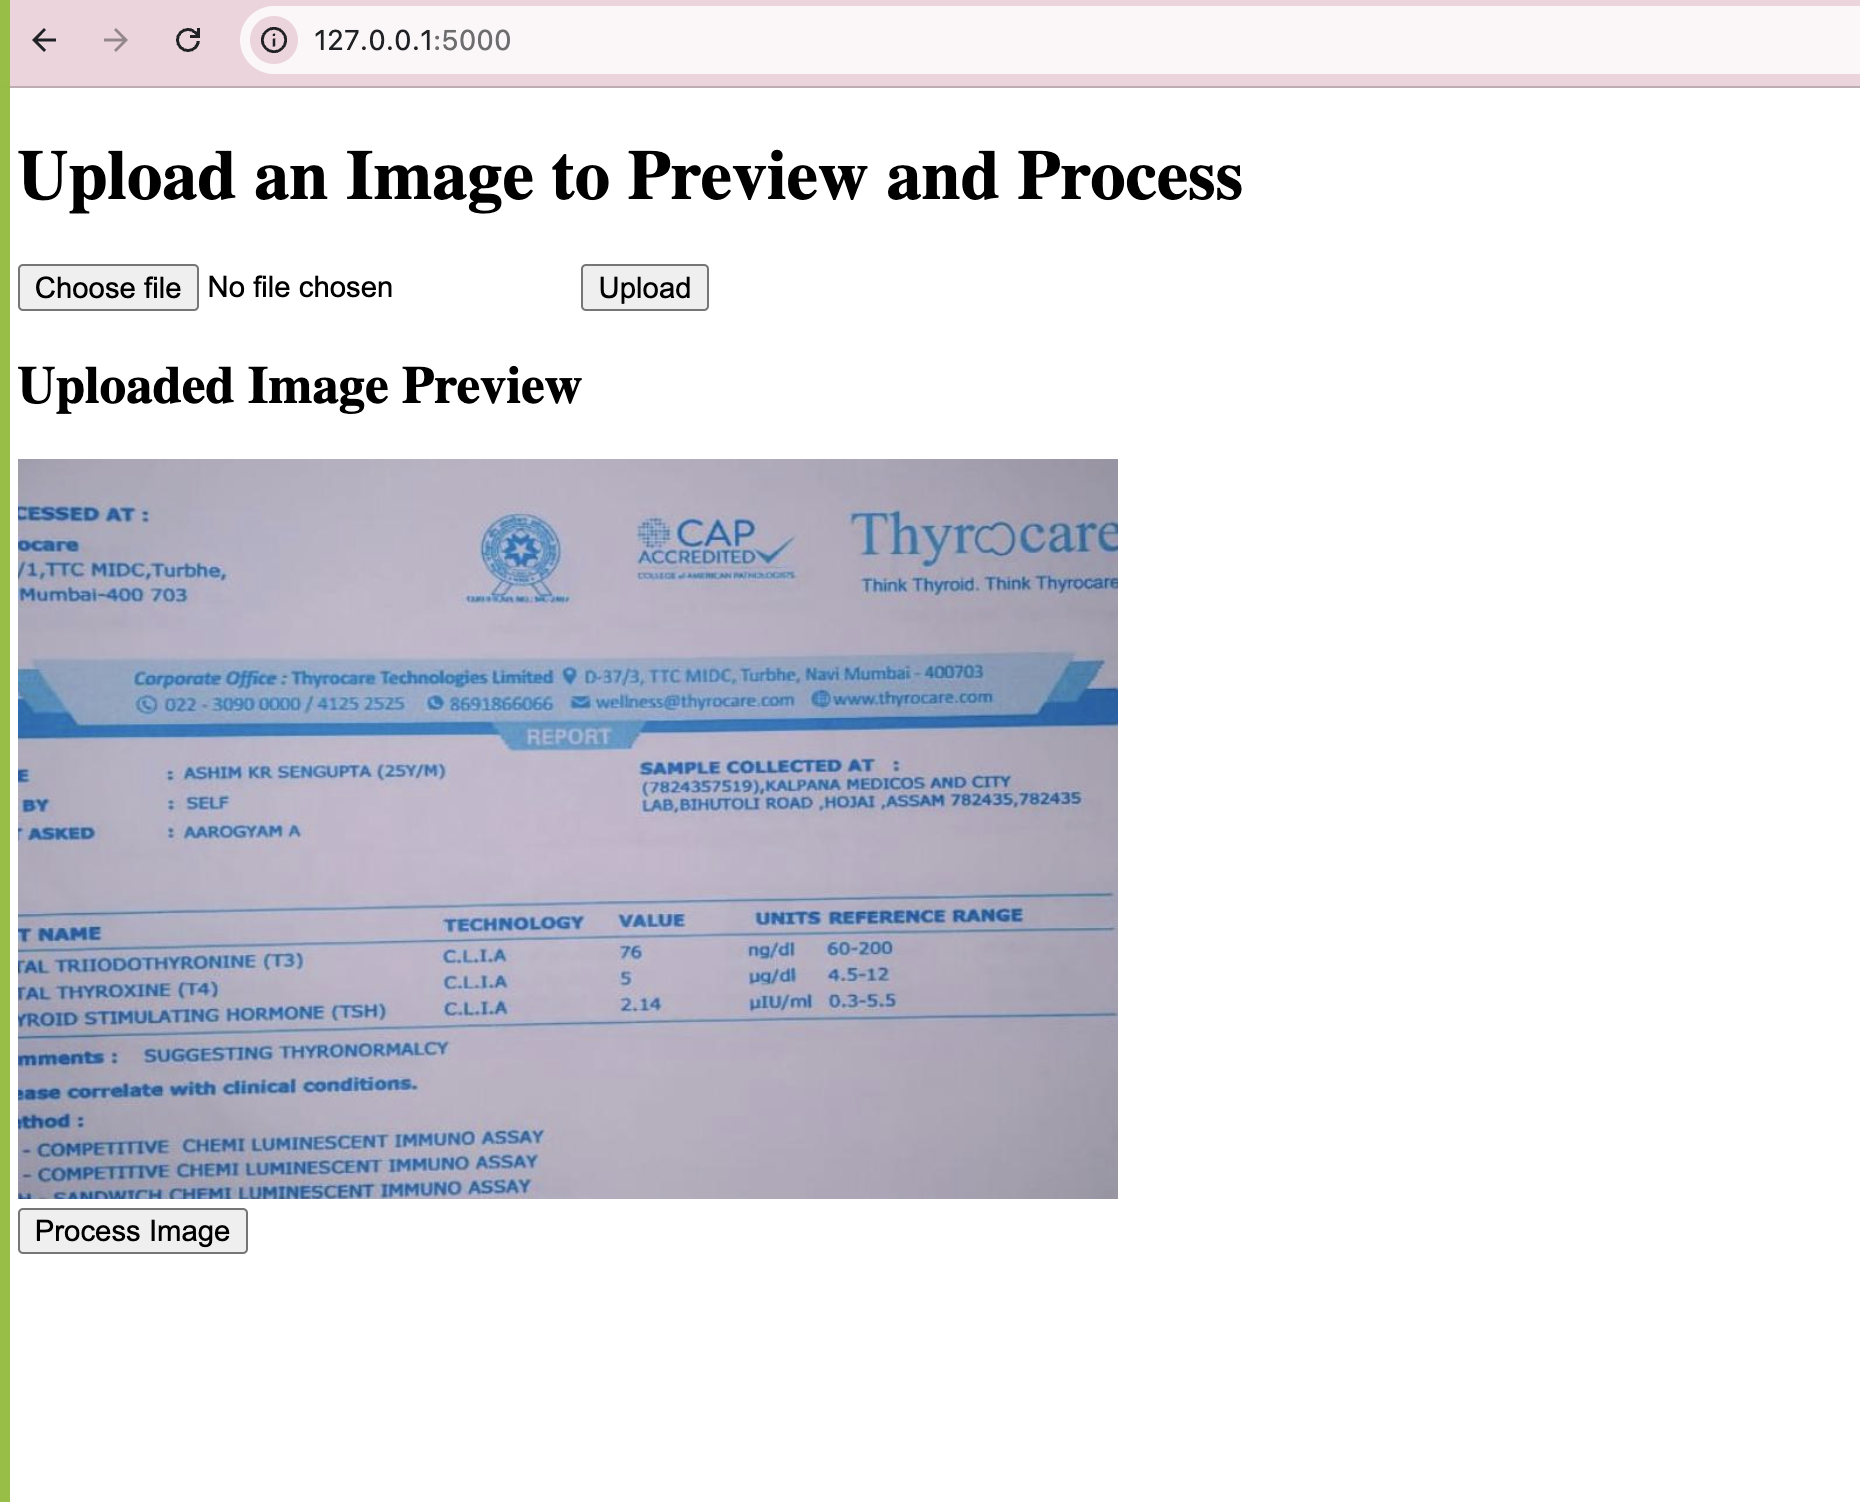 127.0.0.1:5000
Upload an Image to Preview and Process
Choose file No file chosen Upload
Uploaded Image Preview
CESSED AT :
ocare
/1,TTC MIDC,Turbhe,
Mumbai-400 703
CAP
ACCREDITED
COLLEGE of AMERICAN PATHOLOGISTS
Thyrocare
Think Thyroid. Think Thyrocare
Corporate Office : Thyrocare Technologies Limited D-37/3, TTC MIDC, Turbhe, Navi Mumbai - 400703
022 - 3090 0000 / 4125 2525 8691866066 wellness@thyrocare.com www.thyrocare.com
REPORT
E : ASHIM KR SENGUPTA (25Y/M)
BY : SELF
ASKED : AAROGYAM A
SAMPLE COLLECTED AT :
(7824357519),KALPANA MEDICOS AND CITY
LAB,BIHUTOLI ROAD ,HOJAI ,ASSAM 782435,782435
T NAME TECHNOLOGY VALUE UNITS REFERENCE RANGE
TAL TRIIODOTHYRONINE (T3) C.L.I.A 76 ng/dl 60-200
TAL THYROXINE (T4) C.L.I.A 5 µg/dl 4.5-12
YROID STIMULATING HORMONE (TSH) C.L.I.A 2.14 µIU/ml 0.3-5.5
mments : SUGGESTING THYRONORMALCY
ease correlate with clinical conditions.
thod :
- COMPETITIVE CHEMI LUMINESCENT IMMUNO ASSAY
- COMPETITIVE CHEMI LUMINESCENT IMMUNO ASSAY
- SANDWICH CHEMI LUMINESCENT IMMUNO ASSAY
Process Image